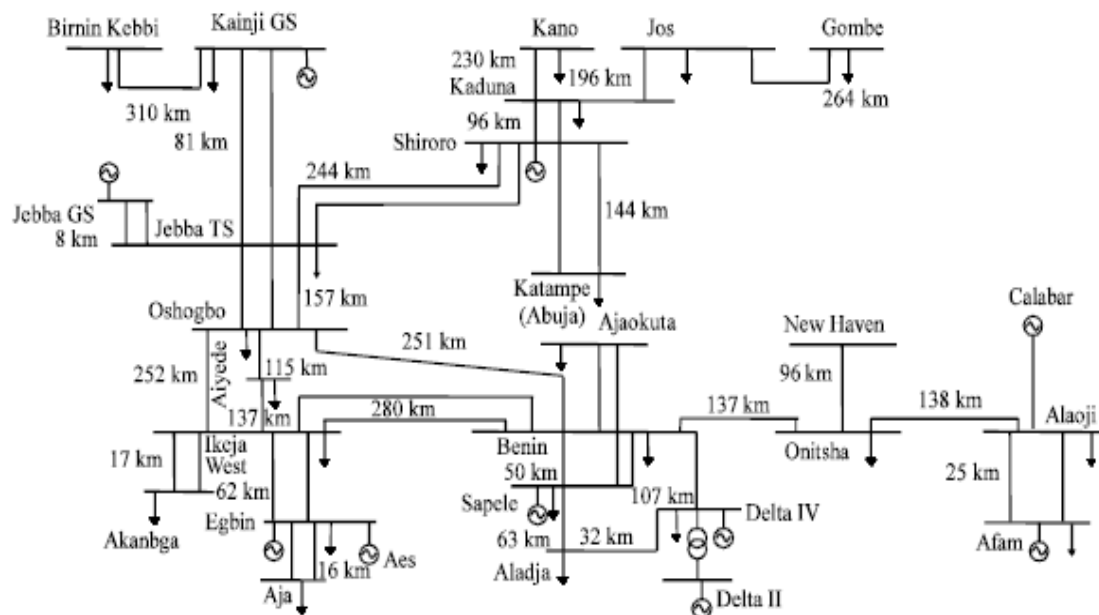 Birnin Kebbi
Kainji GS
Kano
Jos
Gombe
230 km
196 km
Kaduna
264 km
310 km
81 km
96 km
Shiroro
244 km
144 km
Jebba GS
8 km
Jebba TS
157 km
Katampe
(Abuja)
Ajaokuta
Calabar
Oshogbo
New Haven
251 km
252 km
Aiyede
115 km
96 km
137 km
280 km
137 km
138 km
Alaoji
Ikeja
West
Benin
Onitsha
17 km
50 km
25 km
62 km
Sapele
107 km
Delta IV
Egbin
Akanbga
63 km
32 km
Afam
Aes
16 km
Aladja
Aja
Delta II